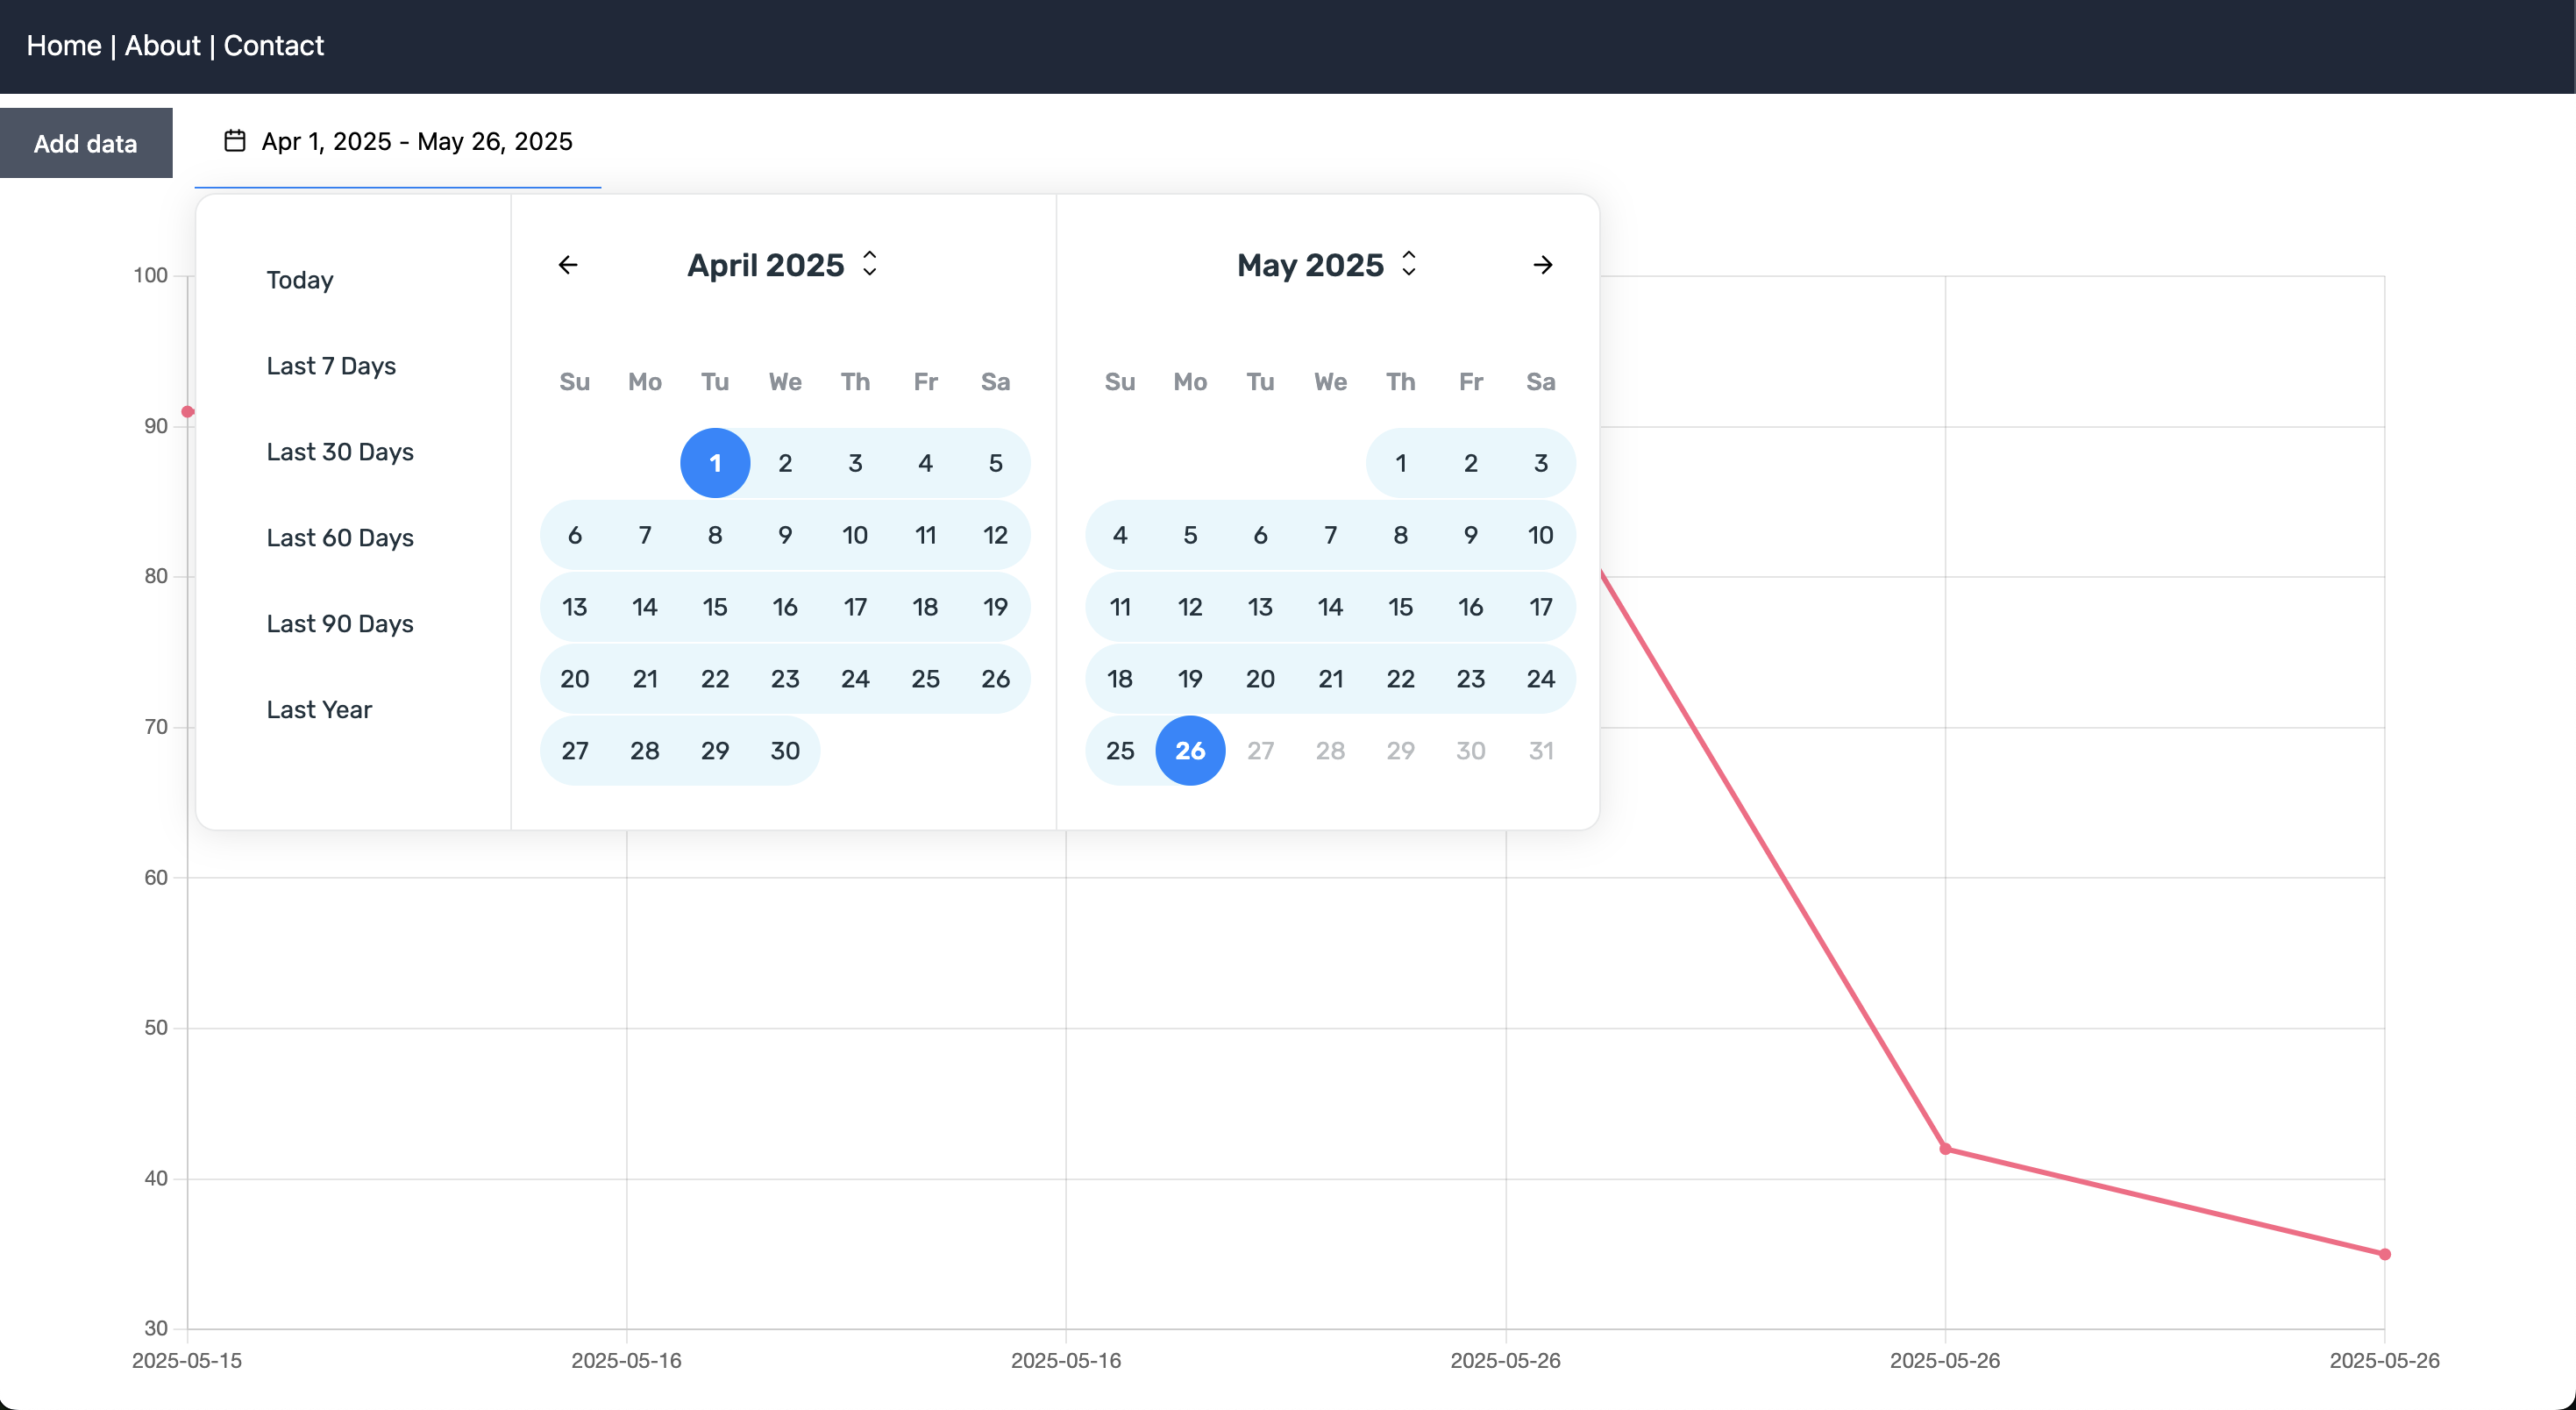 Home | About | Contact
Add data
Apr 1, 2025 - May 26, 2025
Today
Last 7 Days
Last 30 Days
Last 60 Days
Last 90 Days
Last Year
April 2025
Su Mo Tu We Th Fr Sa
1 2 3 4 5
6 7 8 9 10 11 12
13 14 15 16 17 18 19
20 21 22 23 24 25 26
27 28 29 30
May 2025
Su Mo Tu We Th Fr Sa
1 2 3
4 5 6 7 8 9 10
11 12 13 14 15 16 17
18 19 20 21 22 23 24
25 26 27 28 29 30 31
100
90
80
70
60
50
40
30
2025-05-15 2025-05-16 2025-05-16 2025-05-26 2025-05-26 2025-05-26